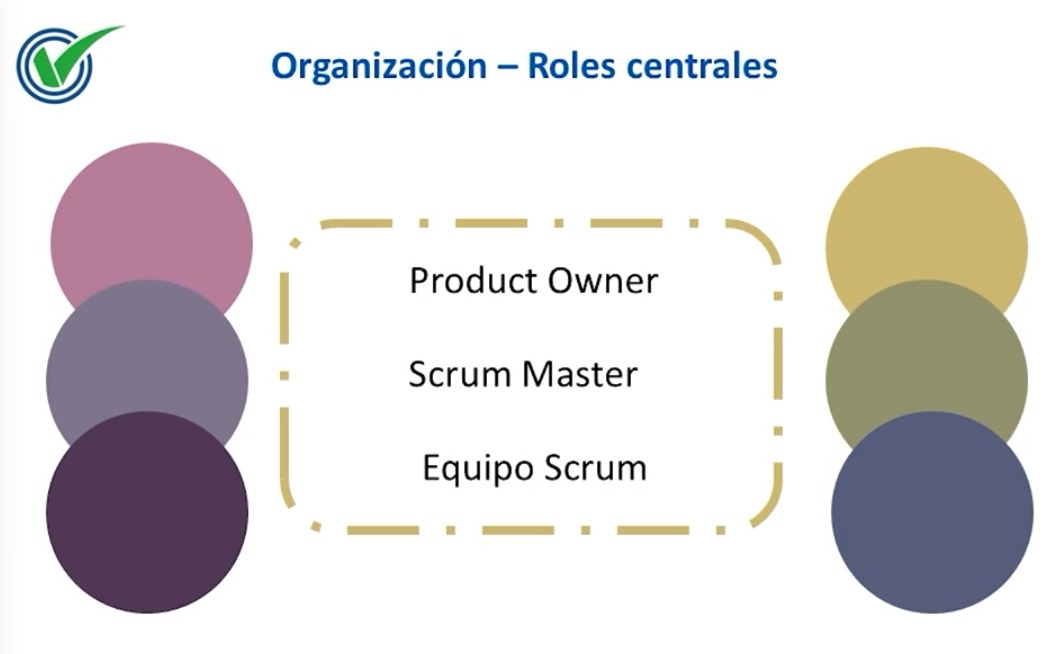 Organización – Roles centrales
Product Owner
Scrum Master
Equipo Scrum